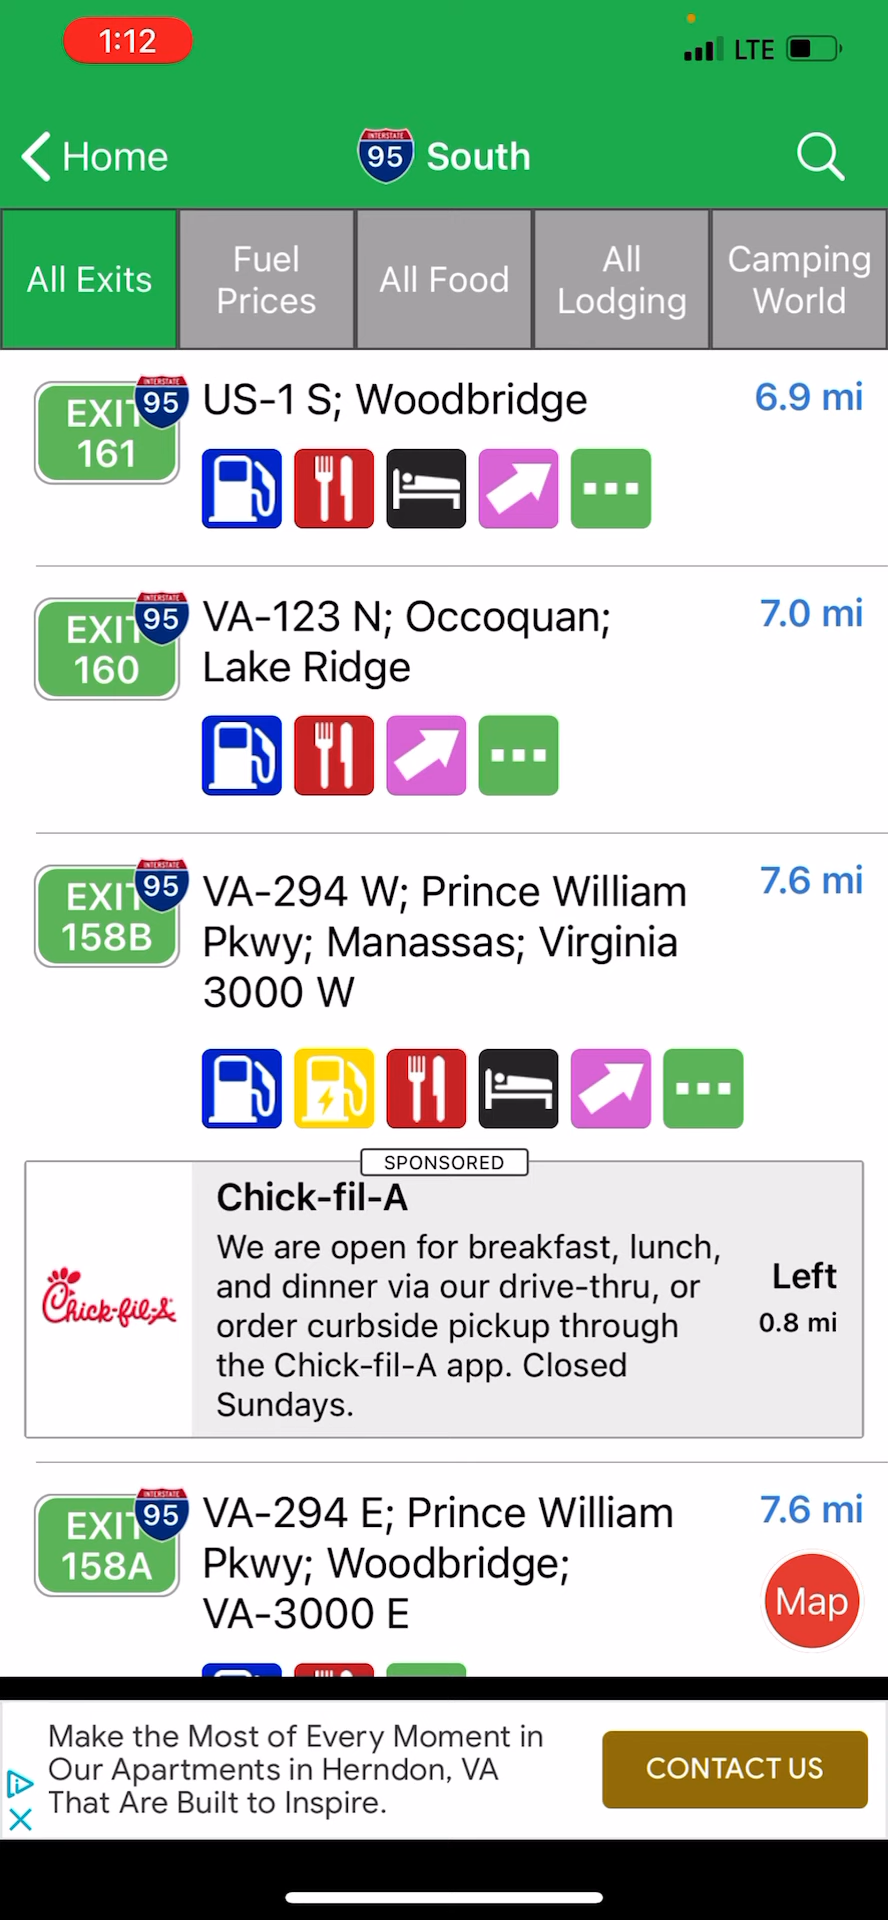 1:12
LTE
Home
INTERSTATE
95
South
All Exits
Fuel
Prices
All Food
All
Lodging
Camping
World
EXIT
161
INTERSTATE
95
US-1 S; Woodbridge
6.9 mi
EXIT
160
INTERSTATE
95
VA-123 N; Occoquan;
Lake Ridge
7.0 mi
EXIT
158B
INTERSTATE
95
VA-294 W; Prince William
Pkwy; Manassas; Virginia
3000 W
7.6 mi
SPONSORED
Chick-fil-A
Chick-fil-A
We are open for breakfast, lunch,
and dinner via our drive-thru, or
order curbside pickup through
the Chick-fil-A app. Closed
Sundays.
Left
0.8 mi
EXIT
158A
INTERSTATE
95
VA-294 E; Prince William
Pkwy; Woodbridge;
VA-3000 E
7.6 mi
Map
Make the Most of Every Moment in
Our Apartments in Herndon, VA
That Are Built to Inspire.
CONTACT US